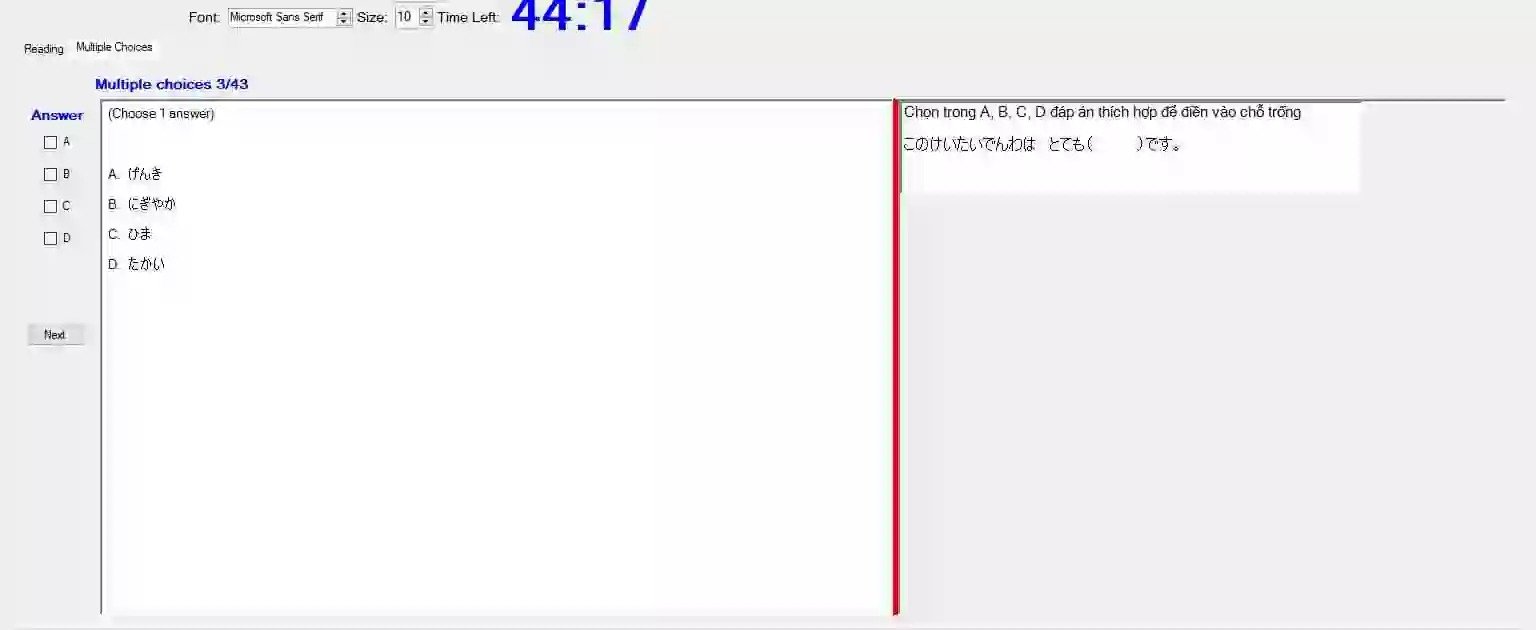 Font: Microsoft Sans Serif Size: 10 Time Left: 44:17
Reading Multiple Choices
Multiple choices 3/43
Answer
A
B
C
D
Next
(Choose 1 answer)
A. げんき
B. にぎやか
C. ひま
D. たかい
Chọn trong A, B, C, D đáp án thích hợp để điền vào chỗ trống
このけいたいでんわは とても( )です。